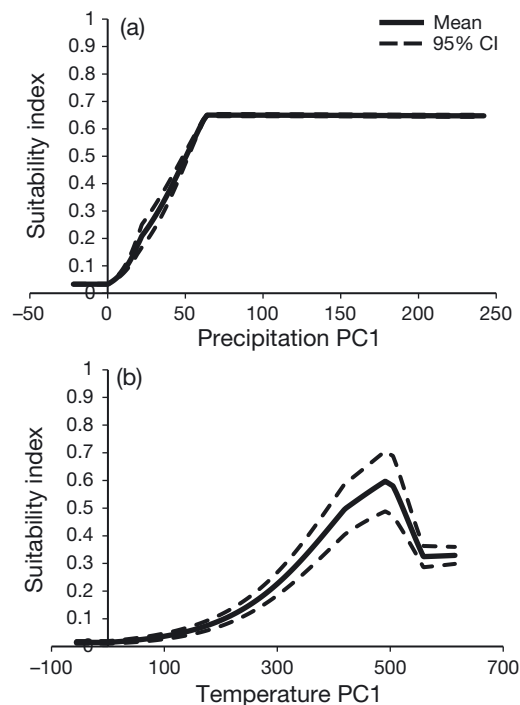 (a)
Mean
95% CI
Suitability index
1
0.9
0.8
0.7
0.6
0.5
0.4
0.3
0.2
0.1
0
−50 0 50 100 150 200 250
Precipitation PC1
(b)
Suitability index
1
0.9
0.8
0.7
0.6
0.5
0.4
0.3
0.2
0.1
0
−100 100 300 500 700
Temperature PC1